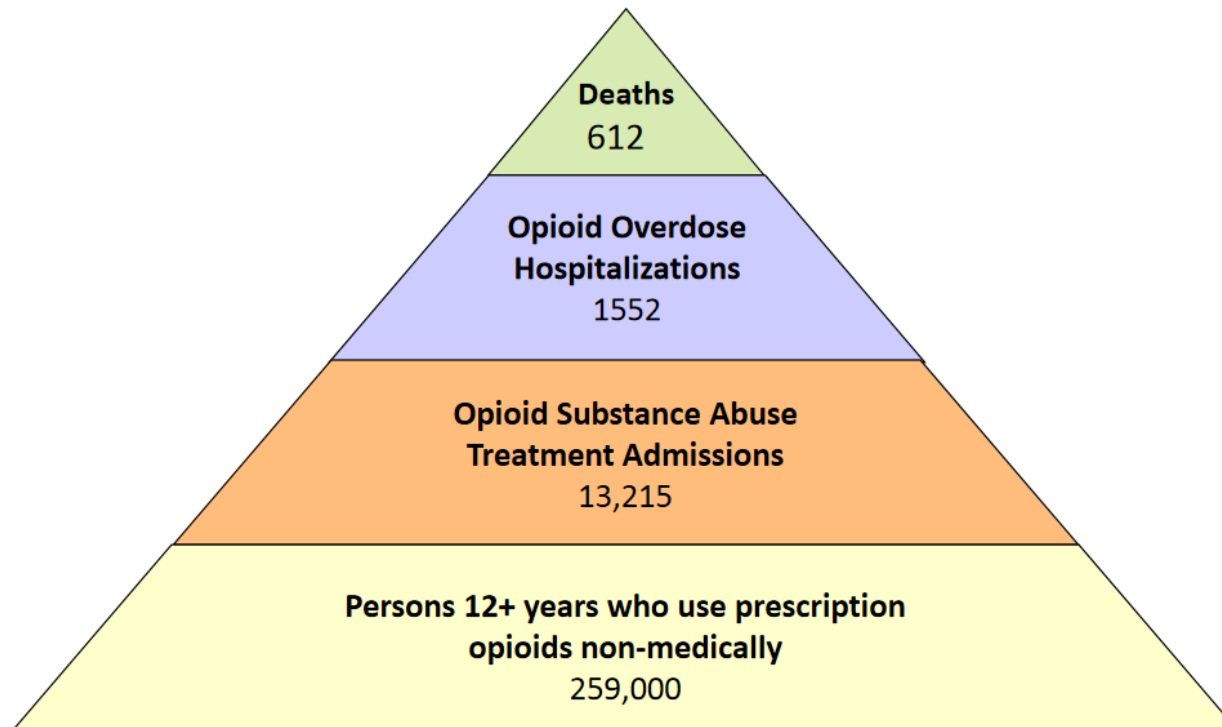 Deaths
612
Opioid Overdose
Hospitalizations
1552
Opioid Substance Abuse
Treatment Admissions
13,215
Persons 12+ years who use prescription
opioids non-medically
259,000